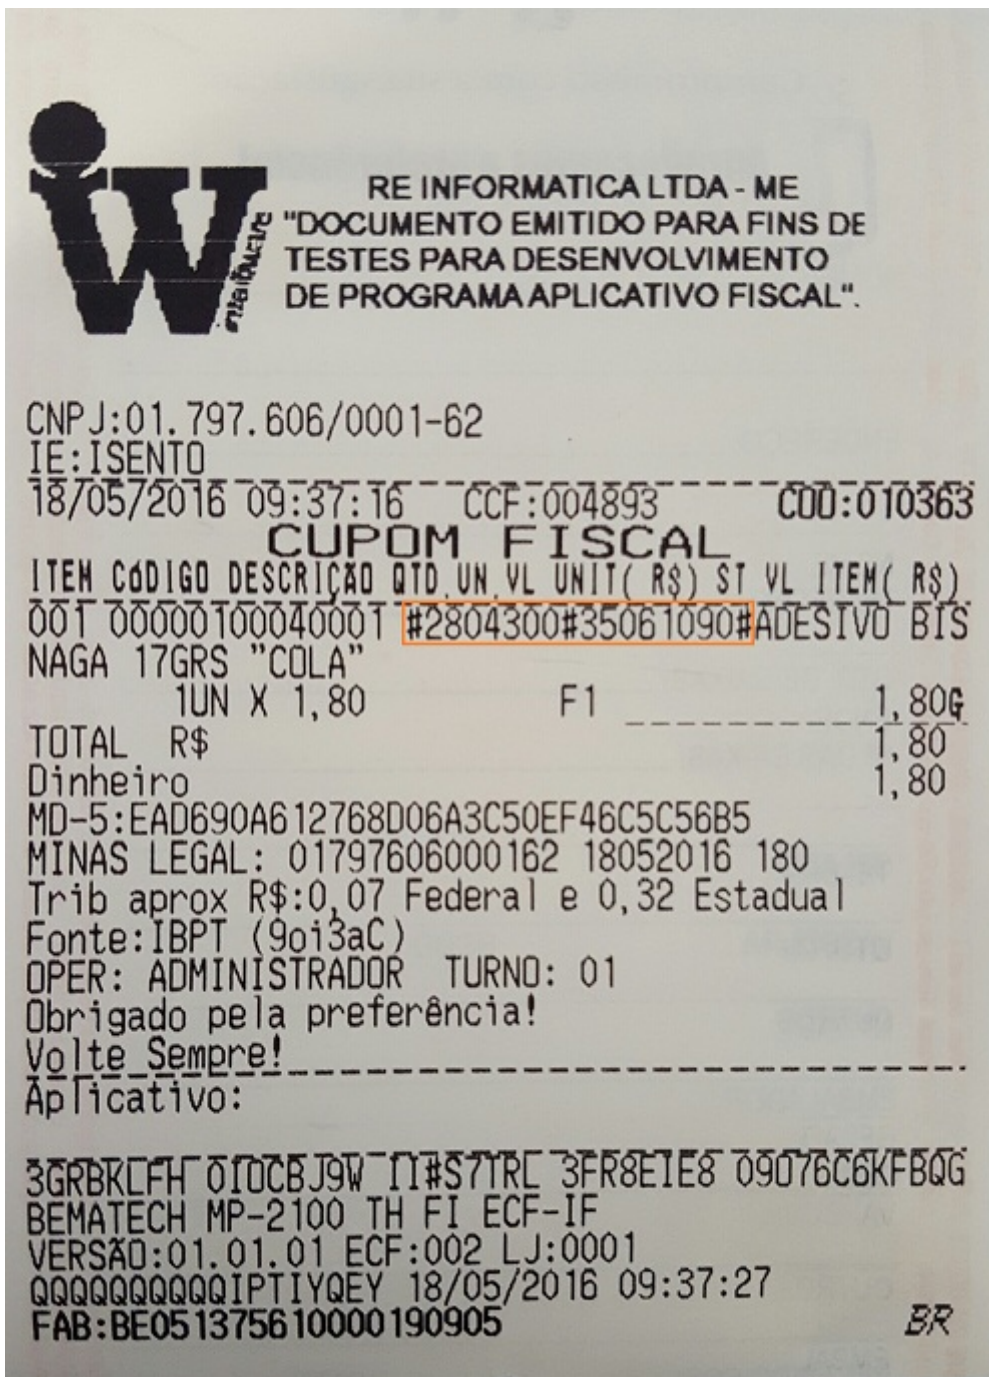 iW
intelliware
RE INFORMATICA LTDA - ME
"DOCUMENTO EMITIDO PARA FINS DE
TESTES PARA DESENVOLVIMENTO
DE PROGRAMA APLICATIVO FISCAL".
CNPJ:01.797.606/0001-62
IE:ISENTO
18/05/2016 09:37:16 CCF:004893 COO:010363
CUPOM FISCAL
ITEM CóDIGO DESCRIÇÃO QTD.UN.VL UNIT( R$) ST VL ITEM( R$)
001 00000100040001 #2804300#35061090#ADESIVO BIS
NAGA 17GRS "COLA"
1UN X 1,80 F1 1,80G
TOTAL R$ 1,80
Dinheiro 1,80
MD-5:EAD690A612768D06A3C50EF46C5C56B5
MINAS LEGAL: 01797606000162 18052016 180
Trib aprox R$:0,07 Federal e 0,32 Estadual
Fonte:IBPT (9oi3aC)
OPER: ADMINISTRADOR TURNO: 01
Obrigado pela preferência!
Volte Sempre!
Aplicativo:
3GRBKLFH OIOCBJ9W II#S7TRL 3FR8EIE8 09076C6KFBQG
BEMATECH MP-2100 TH FI ECF-IF
VERSÃO:01.01.01 ECF:002 LJ:0001
QQQQQQQQQQIPTIYQEY 18/05/2016 09:37:27
FAB:BE051375610000190905 BR